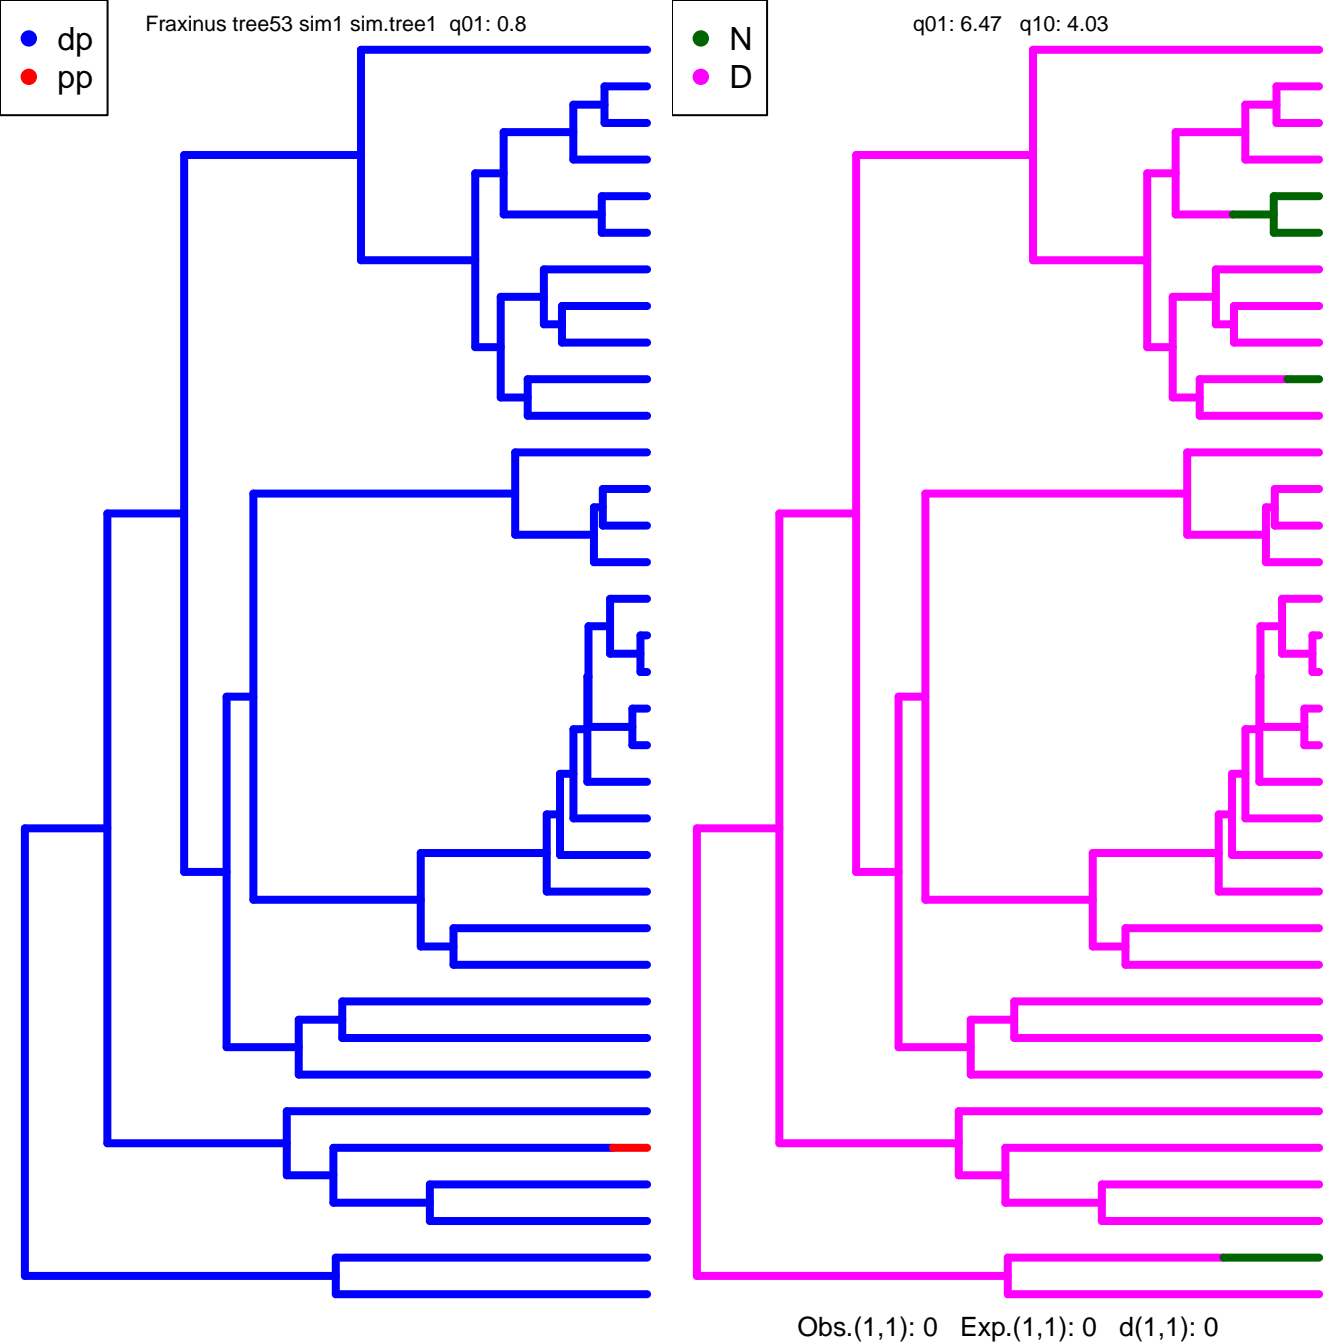 Fraxinus tree53 sim1 sim.tree1  q01: 0.8
dp
pp
q01: 6.47   q10: 4.03
N
D
Obs.(1,1): 0   Exp.(1,1): 0   d(1,1): 0